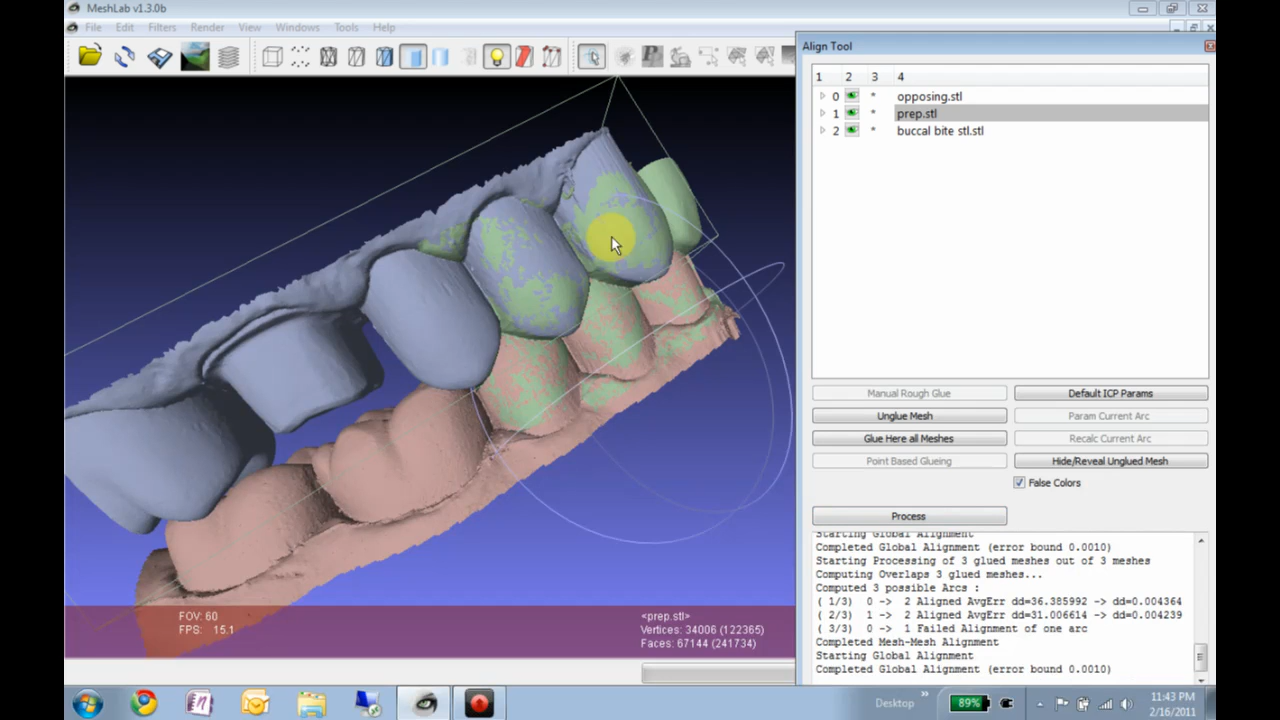 MeshLab v1.3.0b
File Edit Filters Render View Windows Tools Help
Align Tool
1 2 3 4
0 * opposing.stl
1 * prep.stl
2 * buccal bite stl.stl
Manual Rough Glue Default ICP Params
Unglue Mesh Param Current Arc
Glue Here all Meshes Recalc Current Arc
Point Based Glueing Hide/Reveal Unglued Mesh
False Colors
Process
Starting Global Alignment
Completed Global Alignment (error bound 0.0010)
Starting Processing of 3 glued meshes out of 3 meshes
Computing Overlaps 3 glued meshes...
Computed 3 possible Arcs :
( 1/3) 0 -> 2 Aligned AvgErr dd=36.385992 -> dd=0.004364
( 2/3) 1 -> 2 Aligned AvgErr dd=31.006614 -> dd=0.004239
( 3/3) 0 -> 1 Failed Alignment of one arc
Completed Mesh-Mesh Alignment
Starting Global Alignment
Completed Global Alignment (error bound 0.0010)
FOV: 60
FPS: 15.1
<prep.stl>
Vertices: 34006 (122365)
Faces: 67144 (241734)
Desktop » 89% 11:43 PM
2/16/2011